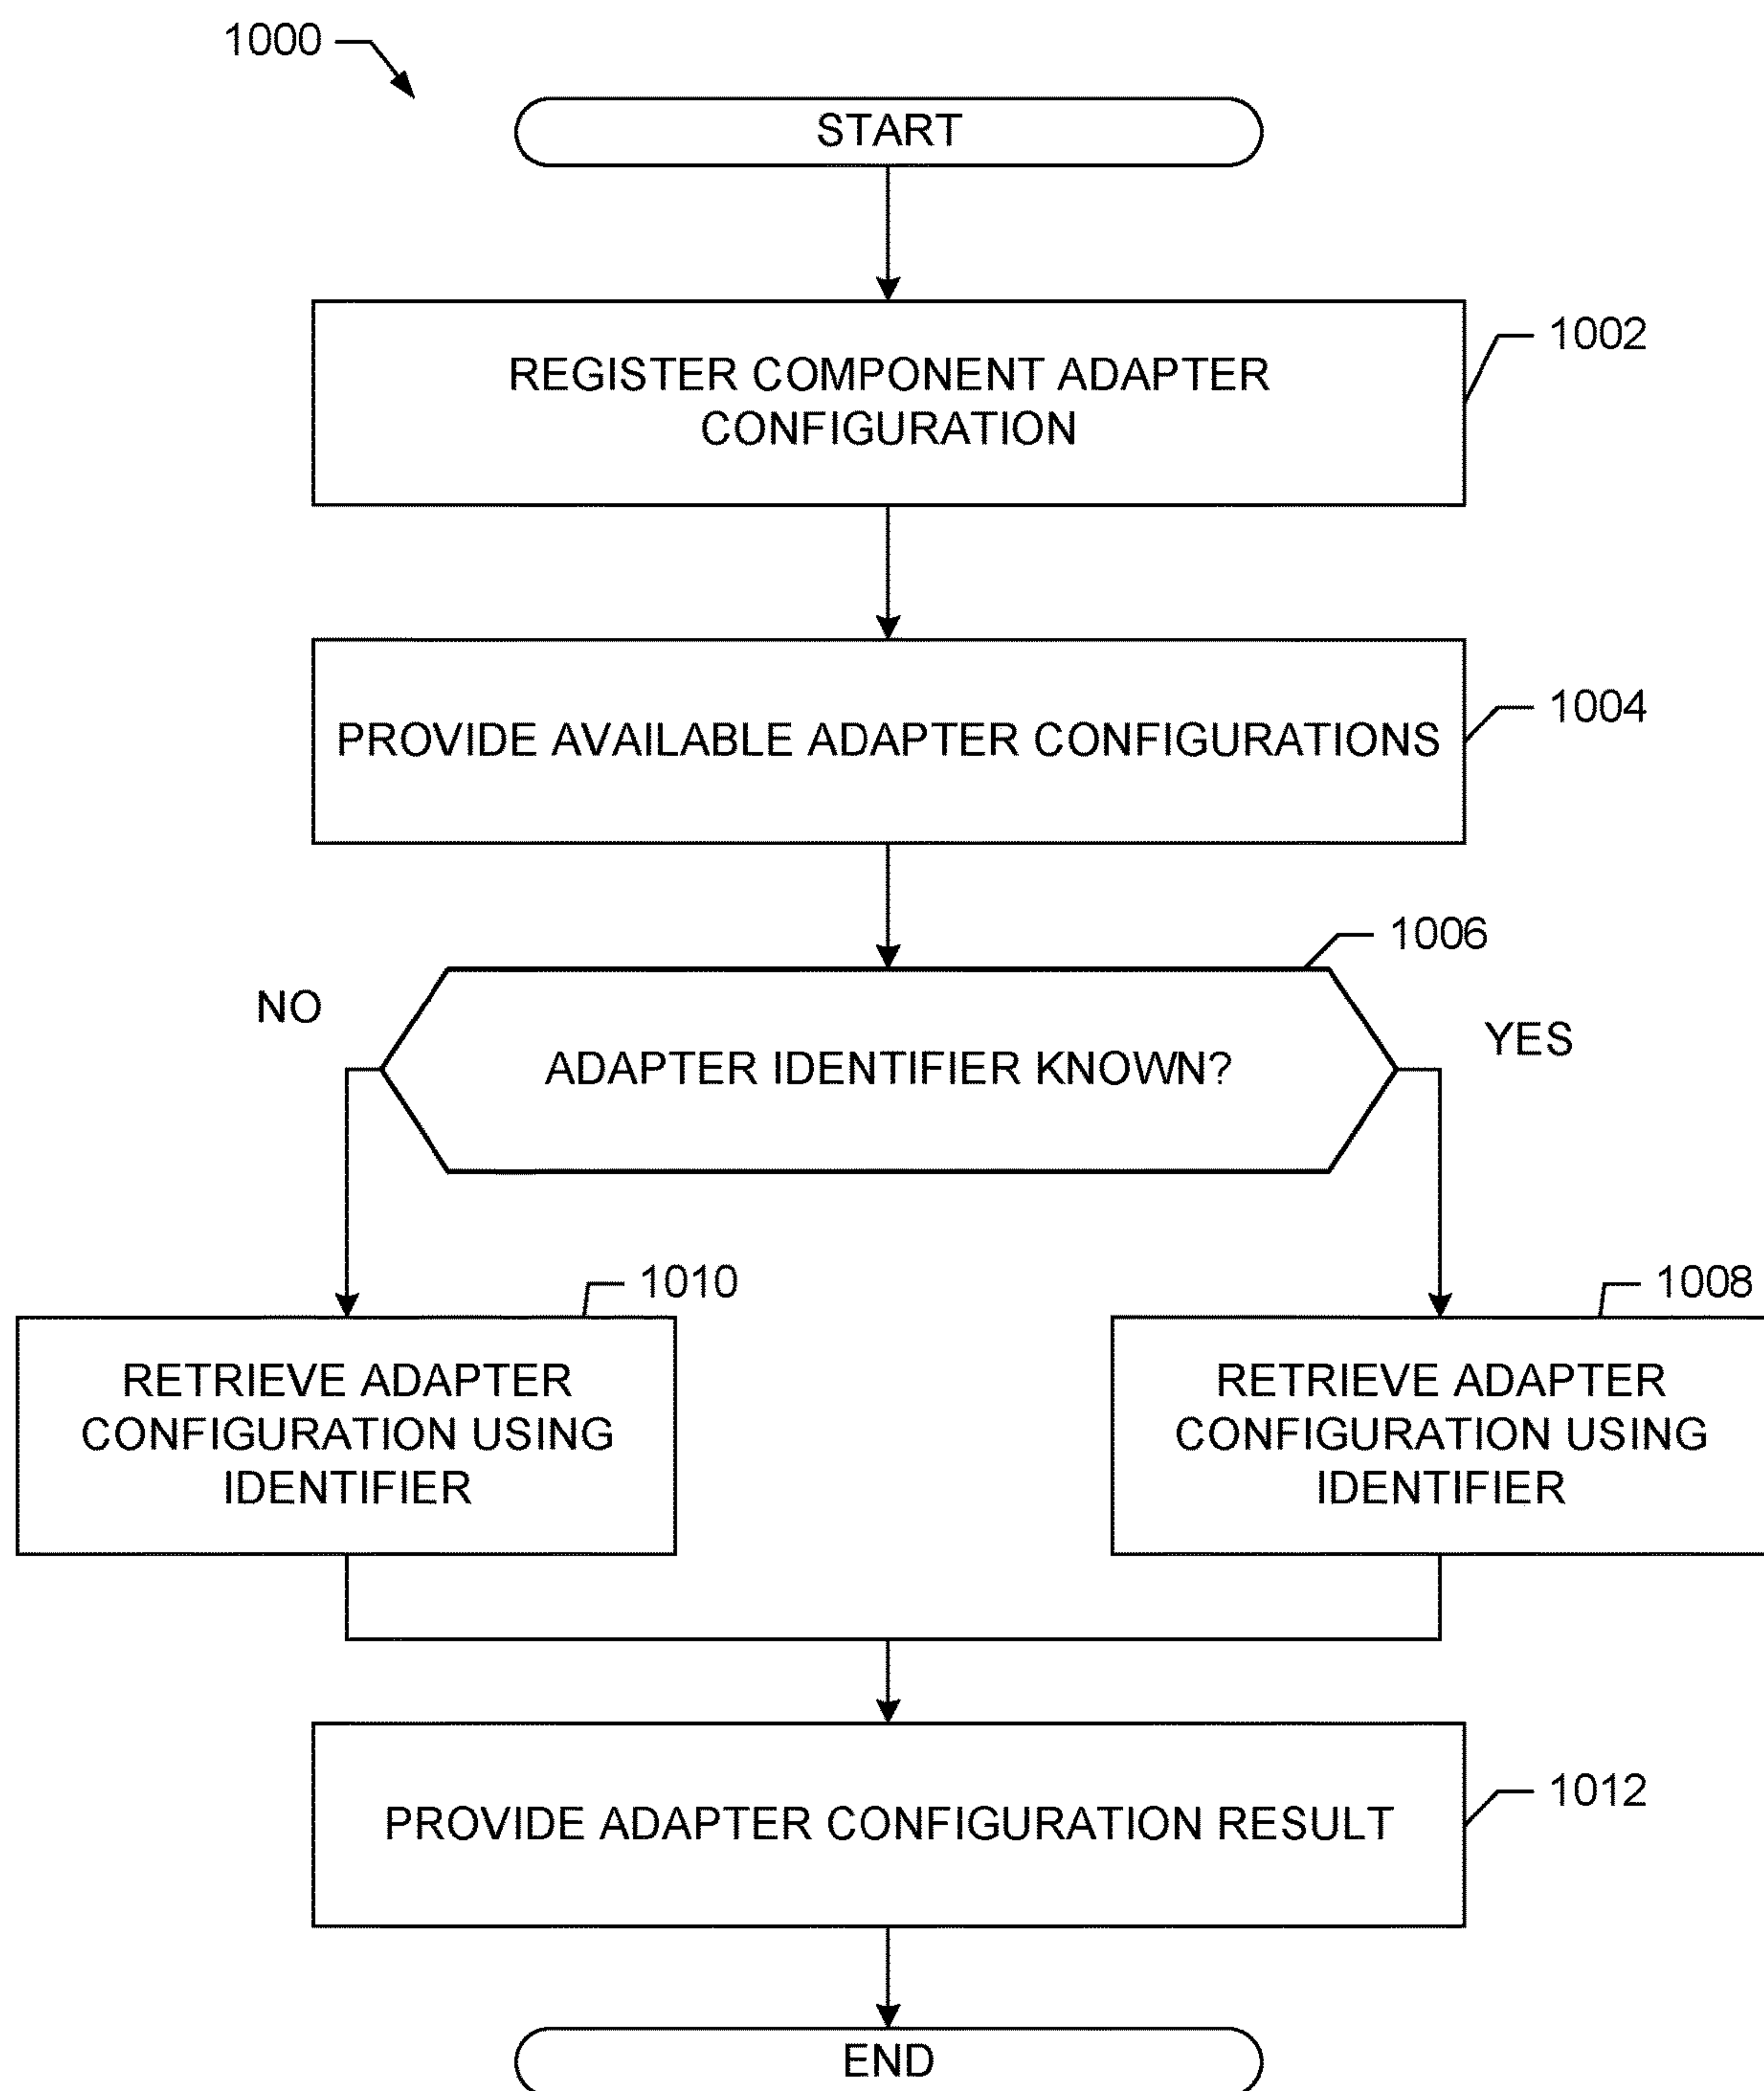 1000
START
REGISTER COMPONENT ADAPTER
CONFIGURATION
1002
PROVIDE AVAILABLE ADAPTER CONFIGURATIONS
1004
1006
NO
ADAPTER IDENTIFIER KNOWN?
YES
1010
RETRIEVE ADAPTER
CONFIGURATION USING
IDENTIFIER
1008
RETRIEVE ADAPTER
CONFIGURATION USING
IDENTIFIER
PROVIDE ADAPTER CONFIGURATION RESULT
1012
END